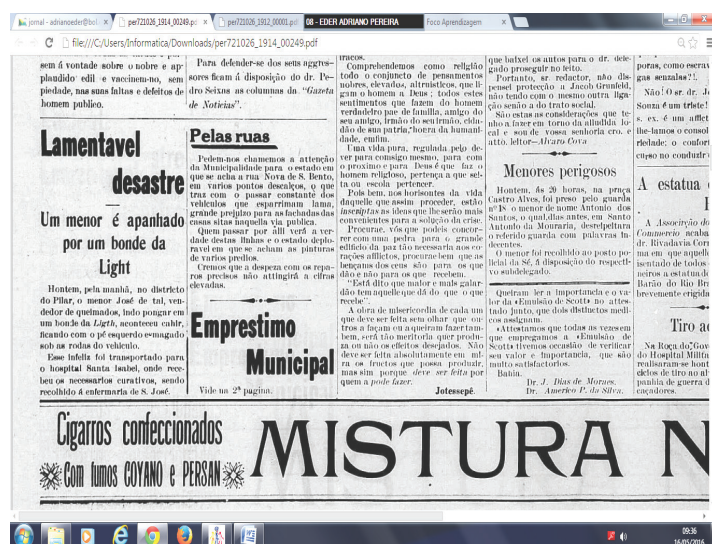 jornal - adrianoeder@bol
per721026_1914_00249.pdf
per721026_1912_00001.pdf
08 - EDER ADRIANO PEREIRA
Foco Aprendizagem
file:///C:/Users/Informatica/Downloads/per721026_1914_00249.pdf
sem á vontade sobre o nobre e ap-
plandido edil e vaccinem-no, sem
piedade, nas suas faltas e defeitos de
homem publico.
Lamentavel
desastre
Um menor é apanhado
por um bonde da
Light
Hontem, pela manhã, no districto
do Pilar, o menor José de tal, ven-
dedor de queimados, indo pongar em
um bonde da Ligth, aconteceu cahir,
ficando com o pé esquerdo esmagado
sob as rodas do vehiculo.
Esse infeliz foi transportado para
o hospital Santa Isabel, onde rece-
beu os necessarios curativos, sendo
recolhido á enfermaria de S. José.
Para defender-se dos seus aggres-
sores ficam á disposição do dr. Pe-
dro Seixas as columnas da "Gazeta
de Noticias".
Pelas ruas
Pedem-nos chamemos a attenção
da Municipalidade para o estado em
que se acha a rua Nova de S. Bento,
em varios pontos descalços, o que
traz com o passar constante dos
vehiculos que esparrimam lama,
grande prejuizo para as fachadas das
casas sitas naquella via publica.
Quem passar por alli verá a ver-
dade destas linhas e o estado deplo-
ravel em que se acham as pinturas
de varios predios.
Cremos que a despeza com os repa-
ros precisos não attingirá a cifras
elevadas.
Emprestimo
Municipal
Vide na 2ª pagina.
fracos.
Comprehendemos como religião
todo o conjuncto de pensamentos
nobres, elevados, altruisticos, que li-
gam o homem a Deus; todos estes
sentimentos que fazem do homem
verdadeiro pae de familia, amigo do
seu amigo, irmão do seu irmão, cida-
dão de sua patria, honra da humani-
dade, emfim.
Uma vida pura, regulada pelo de-
ver para comsigo mesmo, para com
o proximo e para Deus é que faz o
homem religioso, pertença a que sei-
ta ou escola pertencer.
Pois bem, nos horisontes da vida
daquelle que assim proceder, estão
inscriptas as ideas que lhe serão mais
convenientes para a solução da crise.
Procurae, vós que podeis concor-
rer com uma pedra para o grande
edificio da paz tão necessaria aos co-
rações afflictos, procurae bem que as
bençams dos ceus são para os que
dão e não para os que recebem.
"Está dito que maior e mais galar-
dão tem aquelle que dá do que o que
recebe".
A obra de misericordia de cada um
que deve ser feita sem olhar que ou-
tros a façam ou a queiram fazer tam-
bem, será tão meritoria quer produ-
za ou não os effeitos desejados. Não
deve ser feita absolutamente em mi-
ra os fructos que possa produzir,
mas sim porque deve ser feita por
quem a pode fazer.
Jotessepê.
que baixei os autos para o dr. dele-
gado proseguir no feito.
Portanto, sr. redactor, não dis-
pensei protecção a Jacob Grunfeld,
não tendo com o mesmo outra liga-
ção senão a do trato social.
São estas as considerações que te-
nho a fazer em torno da alludida lo-
cal e sou de vossa senhoria cro. e
atto. leitor—Alvaro Cova
Menores perigosos
Hontem, ás 20 horas, na praça
Castro Alves, foi preso pelo guarda
nº 18 o menor de nome Antonio dos
Santos, o qual, dias antes, em Santo
Antonio da Mouraria, desrespeitara
o referido guarda com palavras in-
decentes.
O menor foi recolhido ao posto po-
licial da Sé, á disposição do respecti-
vo subdelegado.
Queiram ler a importancia e o va-
lor da «Emulsão de Scott» no attes-
tado junto, que dois distinctos medi-
cos assignam.
«Attestamos que todas as vezes em
que empregamos a «Emulsão de
Scott» tivemos occasião de verificar
seu valor e importancia, que são
muito satisfactorios.
Bahia.
Dr. J. Dias de Moraes.
Dr. Americo P. da Silva.
poras, como escrav
gas senzalas?!.
Não! O sr. dr. J
Souza é um triste!
s. ex. é um afflict
lhe-lamos o consol
riedade; o confort
curso no conduzir
A estatua
A Associação do
Commercio acaba
dr. Rivadavia Corr
ma em que aquell
issentado de todos
neiros a estatua d
Barão do Rio Br
brevemente erigida
Tiro a
Na Roça do Gov
do Hospital Milita
realisaram-se hont
cicios de tiro ao al
panhia de guerra d
caçadores.
Cigarros confeccionados
Com fumos GOYANO e PERSAN
MISTURA N
09:36
16/05/2016